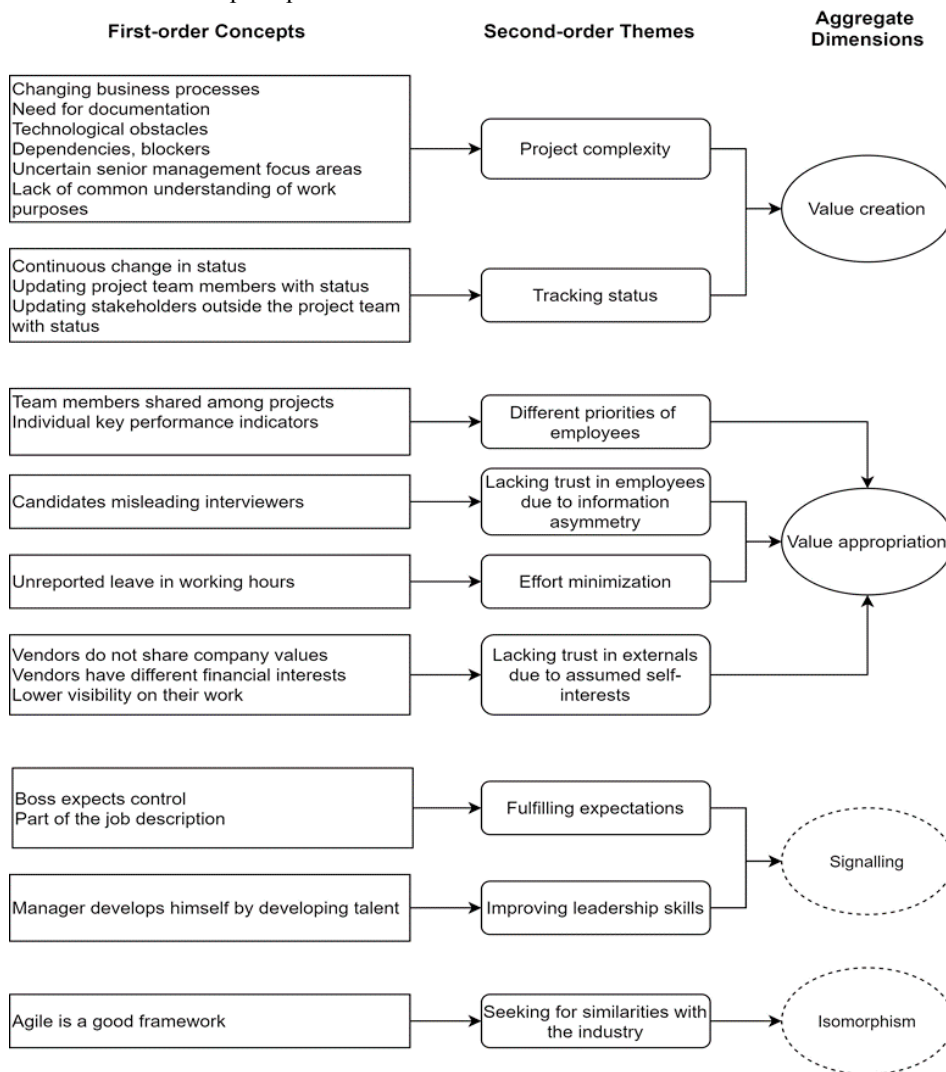 First-order Concepts
Second-order Themes
Aggregate
Dimensions
Changing business processes
Need for documentation
Technological obstacles
Dependencies, blockers
Uncertain senior management focus areas
Lack of common understanding of work
purposes
Project complexity
Value creation
Continuous change in status
Updating project team members with status
Updating stakeholders outside the project team
with status
Tracking status
Team members shared among projects
Individual key performance indicators
Different priorities of
employees
Candidates misleading interviewers
Lacking trust in employees
due to information
asymmetry
Value appropriation
Unreported leave in working hours
Effort minimization
Vendors do not share company values
Vendors have different financial interests
Lower visibility on their work
Lacking trust in externals
due to assumed self-
interests
Boss expects control
Part of the job description
Fulfilling expectations
Signalling
Manager develops himself by developing talent
Improving leadership skills
Agile is a good framework
Seeking for similarities with
the industry
Isomorphism